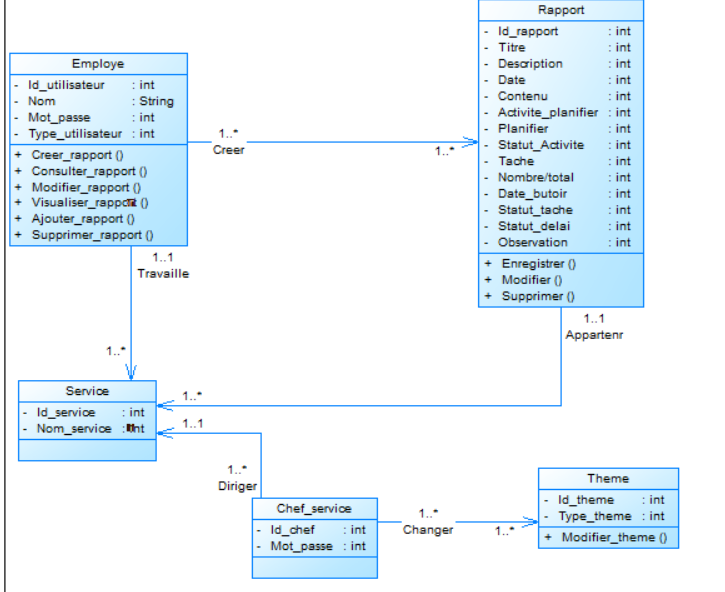 Employe
- Id_utilisateur : int
- Nom : String
- Mot_passe : int
- Type_utilisateur : int
+ Creer_rapport ()
+ Consulter_rapport ()
+ Modifier_rapport ()
+ Visualiser_rapport ()
+ Ajouter_rapport ()
+ Supprimer_rapport ()
1..*
Creer
1..*
Rapport
- Id_rapport : int
- Titre : int
- Description : int
- Date : int
- Contenu : int
- Activite_planifier : int
- Planifier : int
- Statut_Activite : int
- Tache : int
- Nombre/total : int
- Date_butoir : int
- Statut_tache : int
- Statut_delai : int
- Observation : int
+ Enregistrer ()
+ Modifier ()
+ Supprimer ()
1..1
Travaille
1..*
1..1
Appartenr
1..*
Service
- Id_service : int
- Nom_service : int
1..1
1..*
Diriger
Chef_service
- Id_chef : int
- Mot_passe : int
1..*
Changer
1..*
Theme
- Id_theme : int
- Type_theme : int
+ Modifier_theme ()